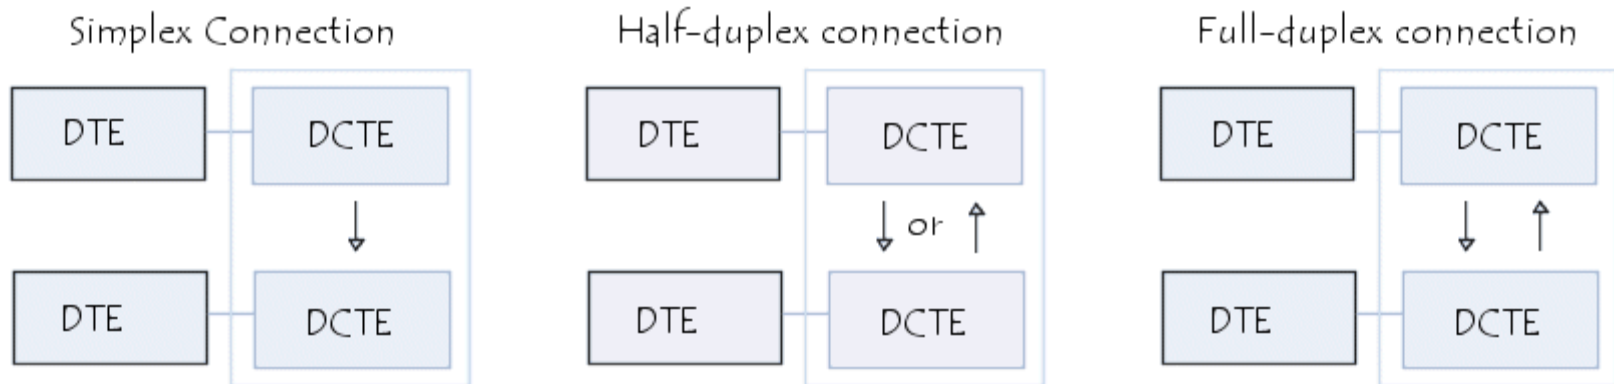 Simplex Connection
DTE
DCTE
DTE
DCTE
Half-duplex connection
DTE
DCTE
or
DTE
DCTE
Full-duplex connection
DTE
DCTE
DTE
DCTE